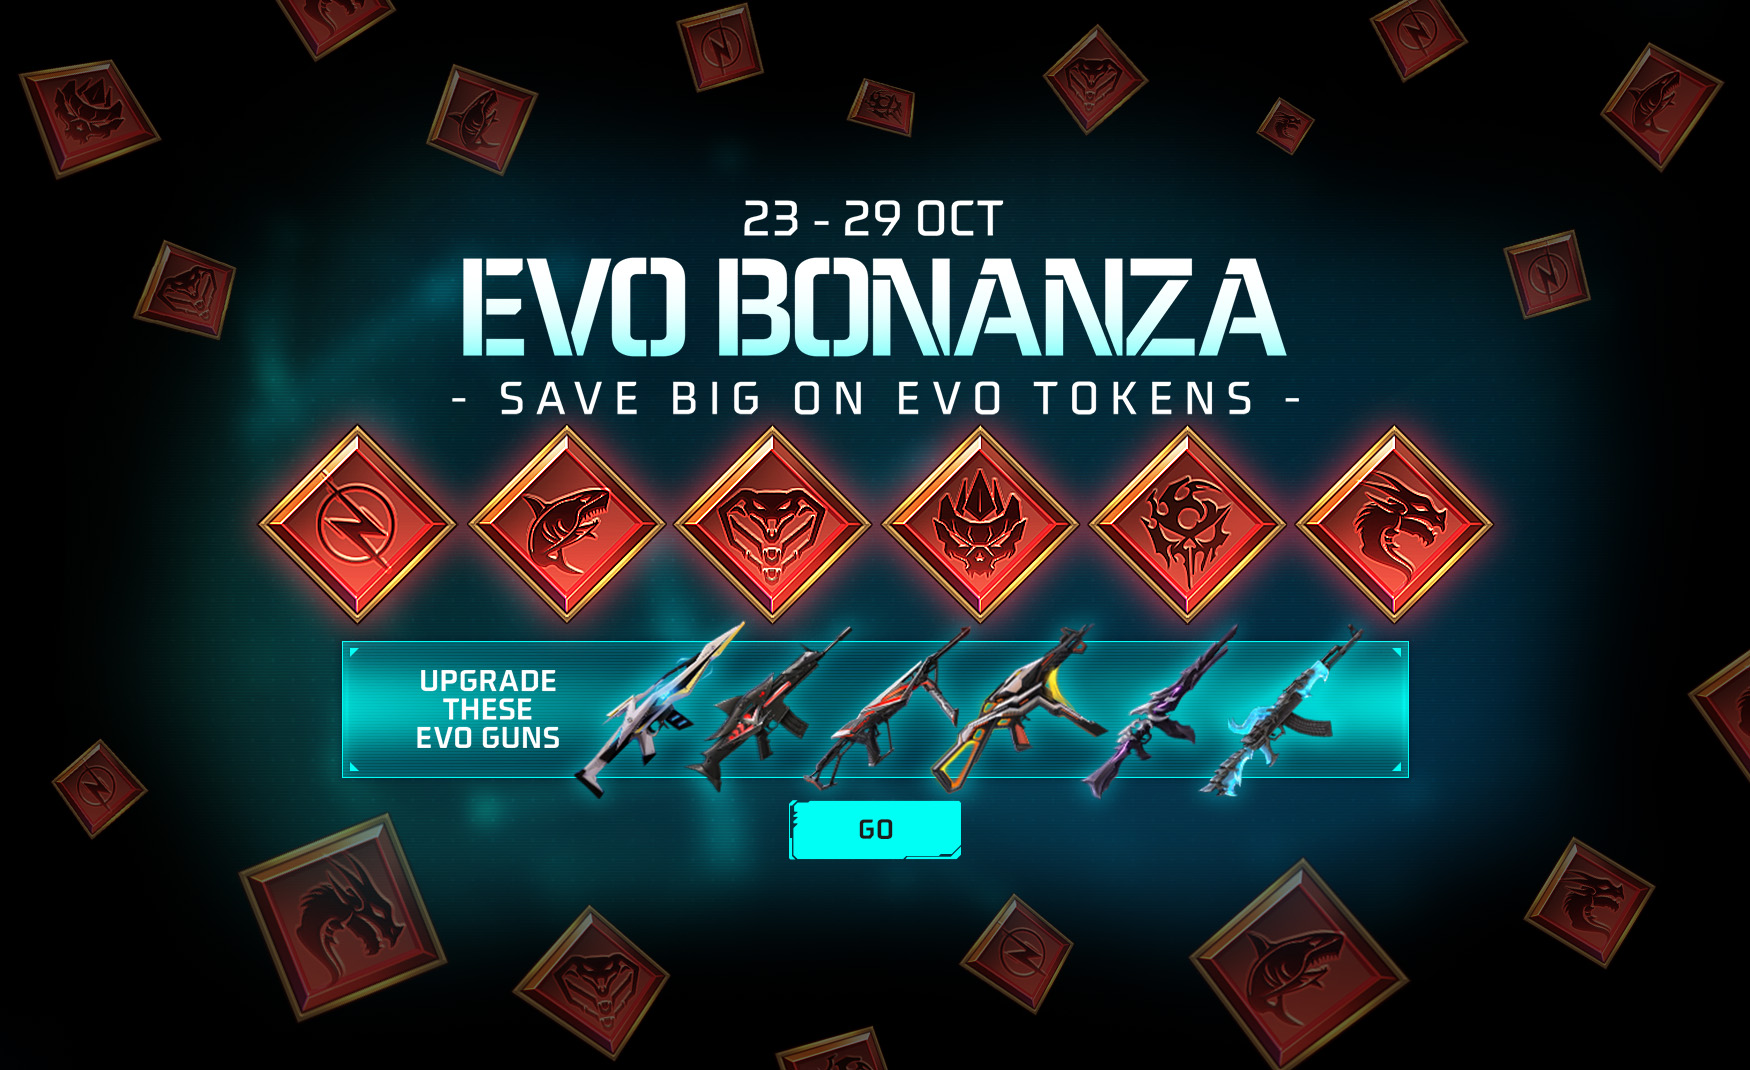 23 - 29 OCT
EVO BONANZA
- SAVE BIG ON EVO TOKENS -
UPGRADE
THESE
EVO GUNS
GO